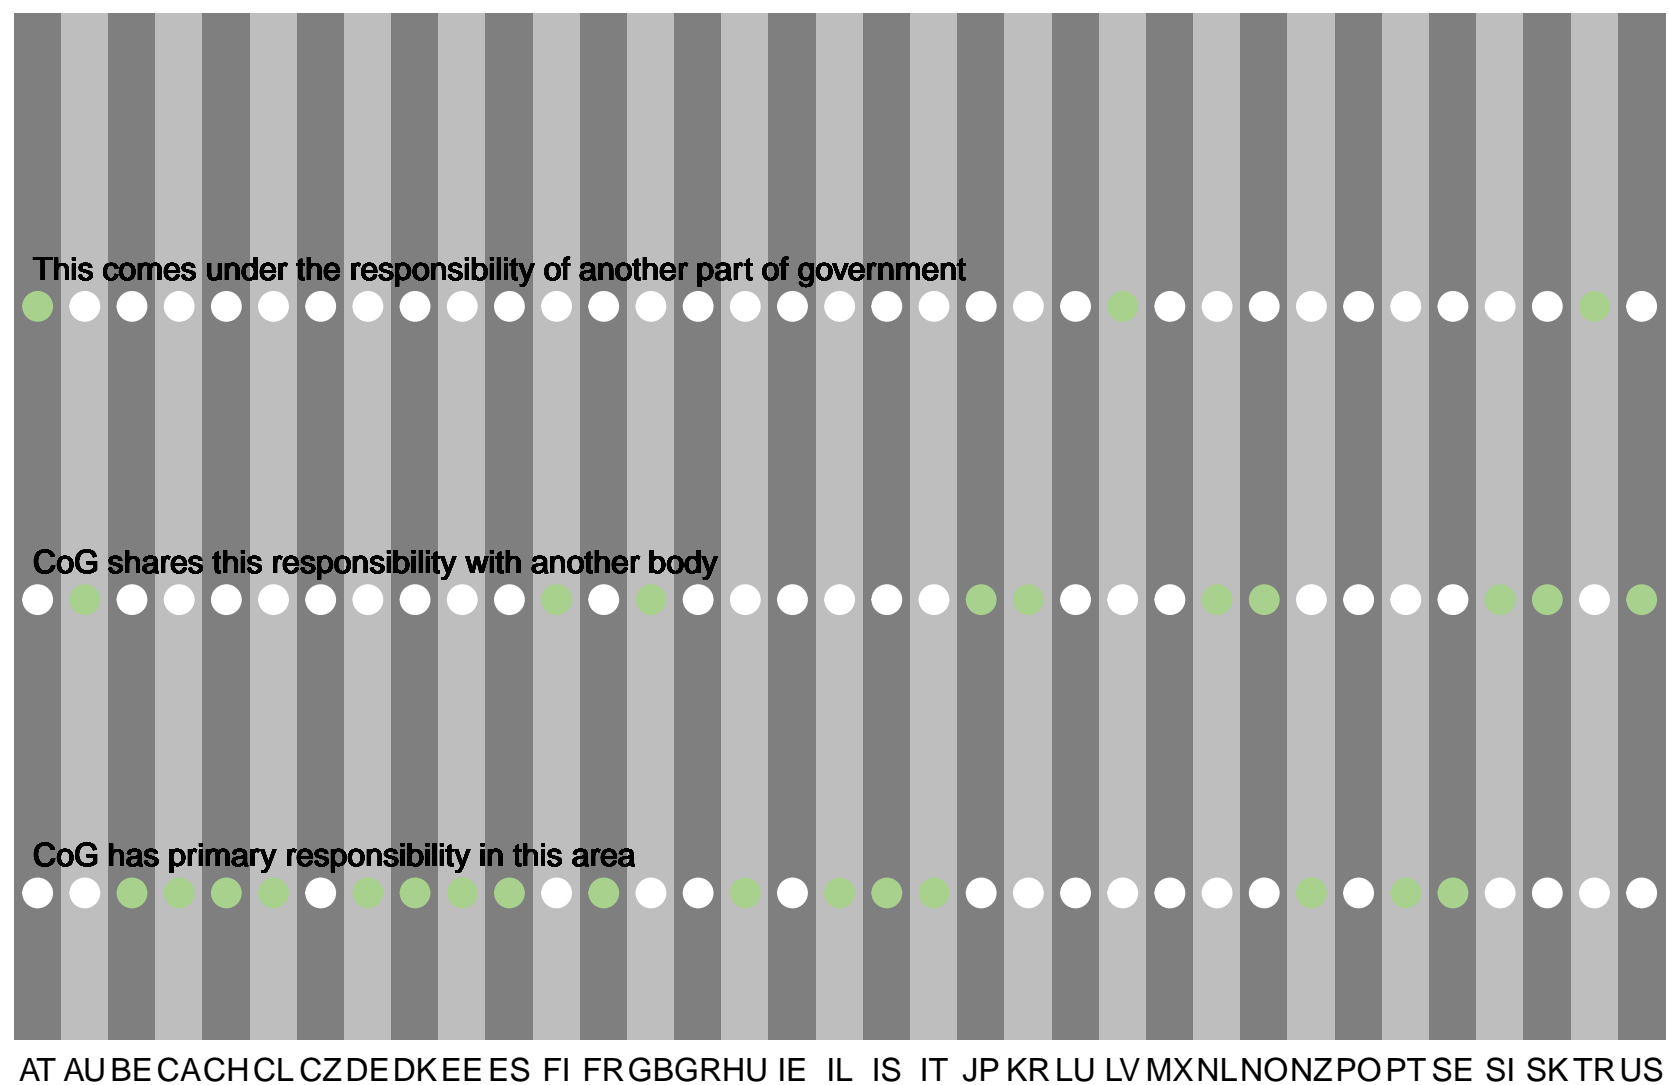 This comes under the responsibility of another part of government
CoG shares this responsibility with another body
CoG has primary responsibility in this area
AT AU BE CA CH CL CZ DE DK EE ES FI FR GB GR HU IE IL IS IT JP KR LU LV MX NL NO NZ PO PT SE SI SK TR US